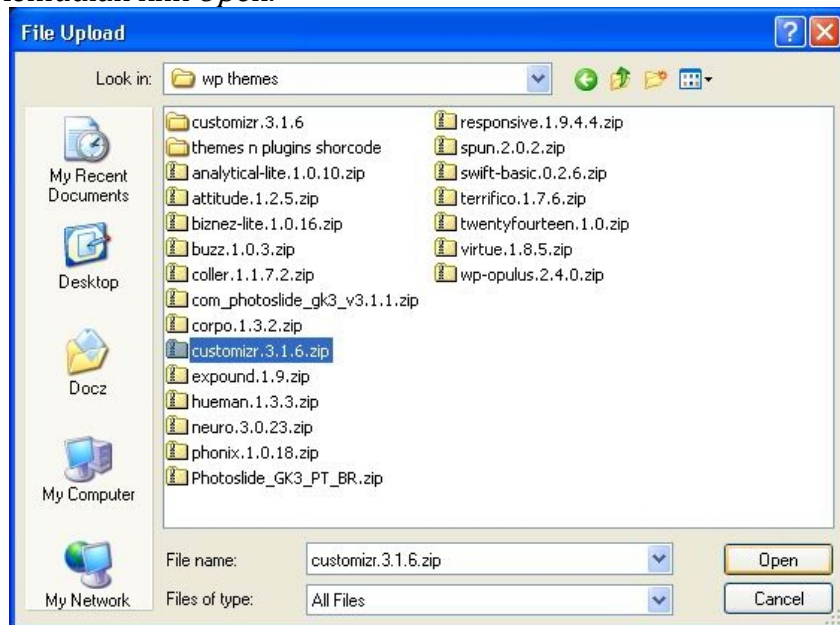 File Upload
Look in: wp themes
My Recent
Documents
Desktop
Docz
My Computer
My Network
customizr.3.1.6
themes n plugins shorcode
analytical-lite.1.0.10.zip
attitude.1.2.5.zip
biznez-lite.1.0.16.zip
buzz.1.0.3.zip
coller.1.1.7.2.zip
com_photoslide_gk3_v3.1.1.zip
corpo.1.3.2.zip
customizr.3.1.6.zip
expound.1.9.zip
hueman.1.3.3.zip
neuro.3.0.23.zip
phonix.1.0.18.zip
Photoslide_GK3_PT_BR.zip
responsive.1.9.4.4.zip
spun.2.0.2.zip
swift-basic.0.2.6.zip
terrifico.1.7.6.zip
twentyfourteen.1.0.zip
virtue.1.8.5.zip
wp-opulus.2.4.0.zip
File name: customizr.3.1.6.zip Open
Files of type: All Files Cancel